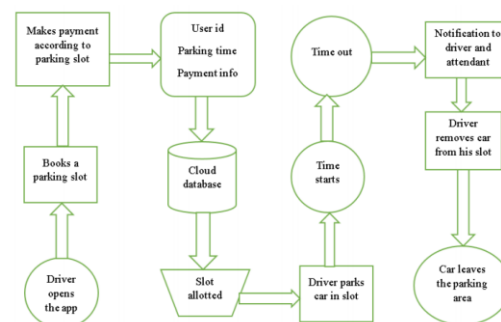 Driver
opens
the app
Books a
parking slot
Makes payment
according to
parking slot
User id
Parking time
Payment info
Cloud
database
Slot
allotted
Driver parks
car in slot
Time
starts
Time out
Notification to
driver and
attendant
Driver
removes car
from his slot
Car leaves
the parking
area